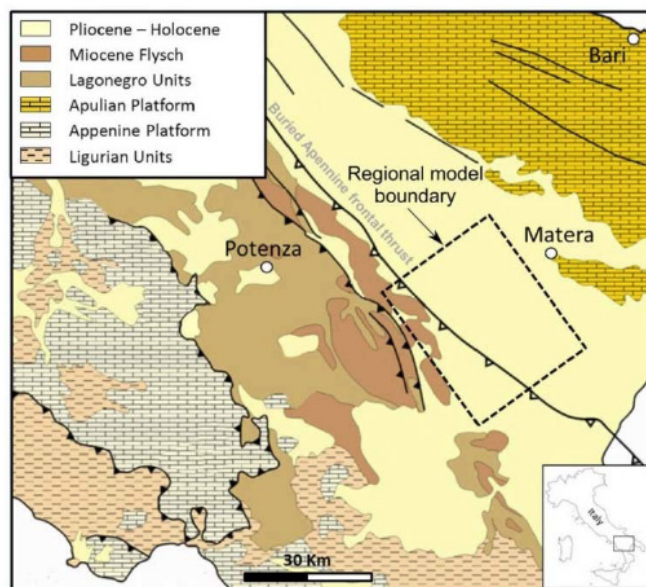 Pliocene – Holocene
Miocene Flysch
Lagonegro Units
Apulian Platform
Appenine Platform
Ligurian Units
Bari
Buried Apennine frontal thrust
Regional model
boundary
Matera
Potenza
30 Km
Italy